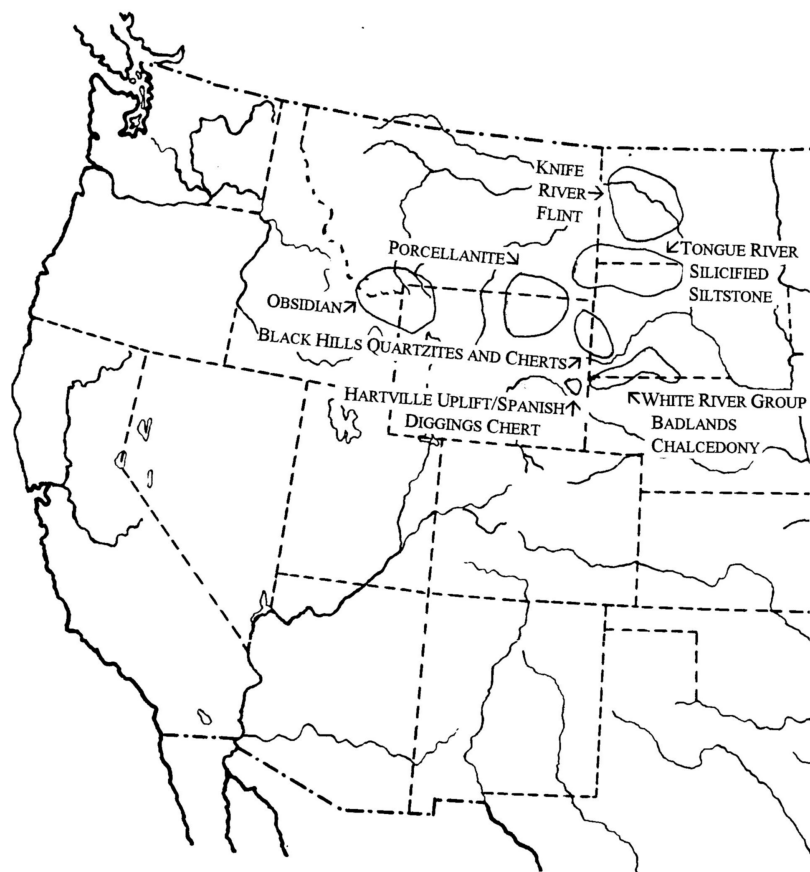 KNIFE
RIVER
FLINT
TONGUE RIVER
SILICIFIED
SILTSTONE
PORCELLANITE
OBSIDIAN
BLACK HILLS QUARTZITES AND CHERTS
HARTVILLE UPLIFT/SPANISH
DIGGINGS CHERT
WHITE RIVER GROUP
BADLANDS
CHALCEDONY